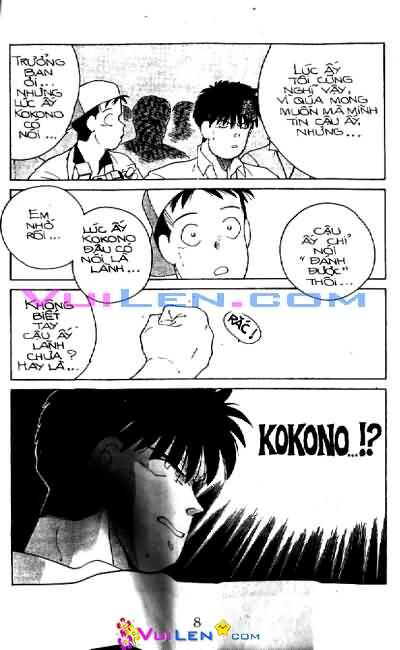 TRƯỞNG
BAN
ƠI...
NHƯNG
LÚC ẤY
KOKONO
CÓ
NÓI...
LÚC ẤY
TÔI CŨNG
NGHĨ VẬY,
VÌ QÚA MONG
MUỐN MÀ MÌNH
TIN CẬU ẤY,
NHƯNG...
EM
NHỚ
RỒI...
LÚC ẤY
KOKONO
ĐÂU CÓ
NÓI LÀ
LÀNH...
CẬU
ẤY CHỈ
NÓI
"ĐÁNH
ĐƯỢC"
THÔI...
VUILEN.COM
KHÔNG
BIẾT
TAY
CẬU ẤY
LÀNH
CHƯA?
HAY LÀ...
RẮC!
KOKONO...!?
8
VUILEN.COM